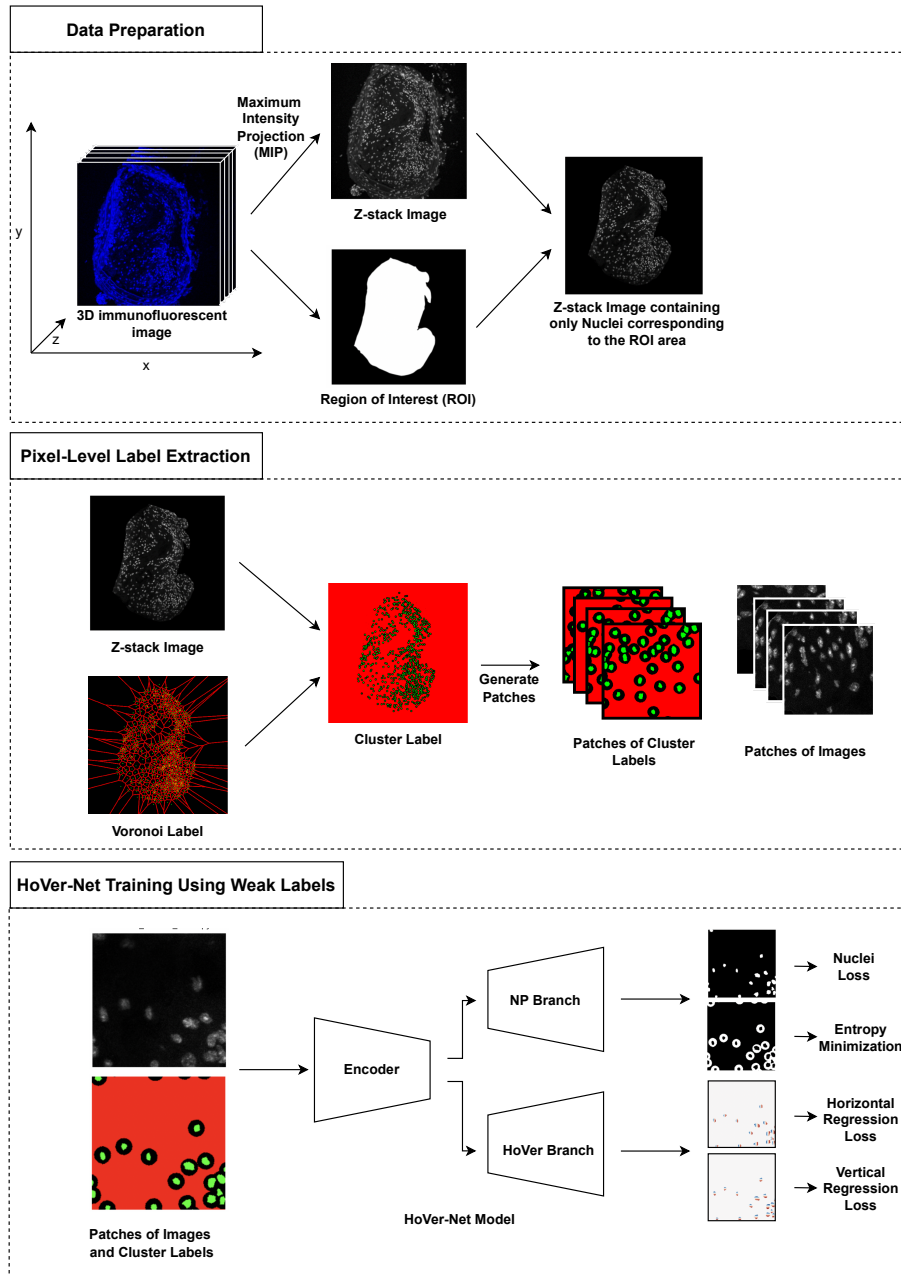 Data Preparation
Maximum
Intensity
Projection
(MIP)
y
z
x
3D immunofluorescent
image
Z-stack Image
Region of Interest (ROI)
Z-stack Image containing
only Nuclei corresponding
to the ROI area
Pixel-Level Label Extraction
Z-stack Image
Voronoi Label
Cluster Label
Generate
Patches
Patches of Cluster
Labels
Patches of Images
HoVer-Net Training Using Weak Labels
Patches of Images
and Cluster Labels
Encoder
NP Branch
HoVer Branch
HoVer-Net Model
Nuclei
Loss
Entropy
Minimization
Horizontal
Regression
Loss
Vertical
Regression
Loss